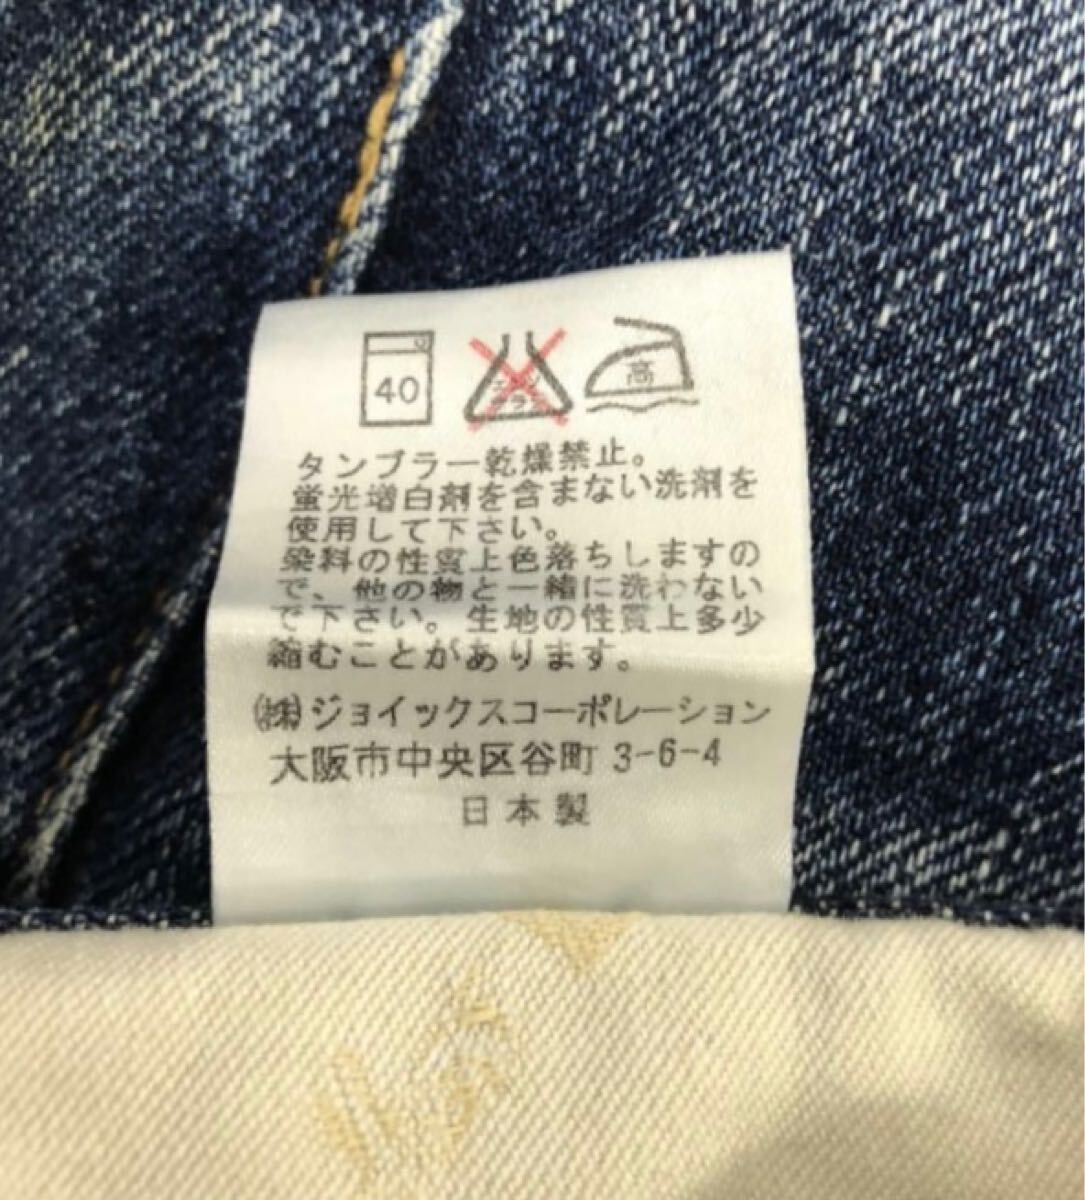 40
エンソ
サラ
高
タンブラー乾燥禁止。
蛍光増白剤を含まない洗剤を
使用して下さい。
染料の性質上色落ちしますの
で、他の物と一緒に洗わない
で下さい。生地の性質上多少
縮むことがあります。
(株)ジョイックスコーポレーション
大阪市中央区谷町 3-6-4
日本製